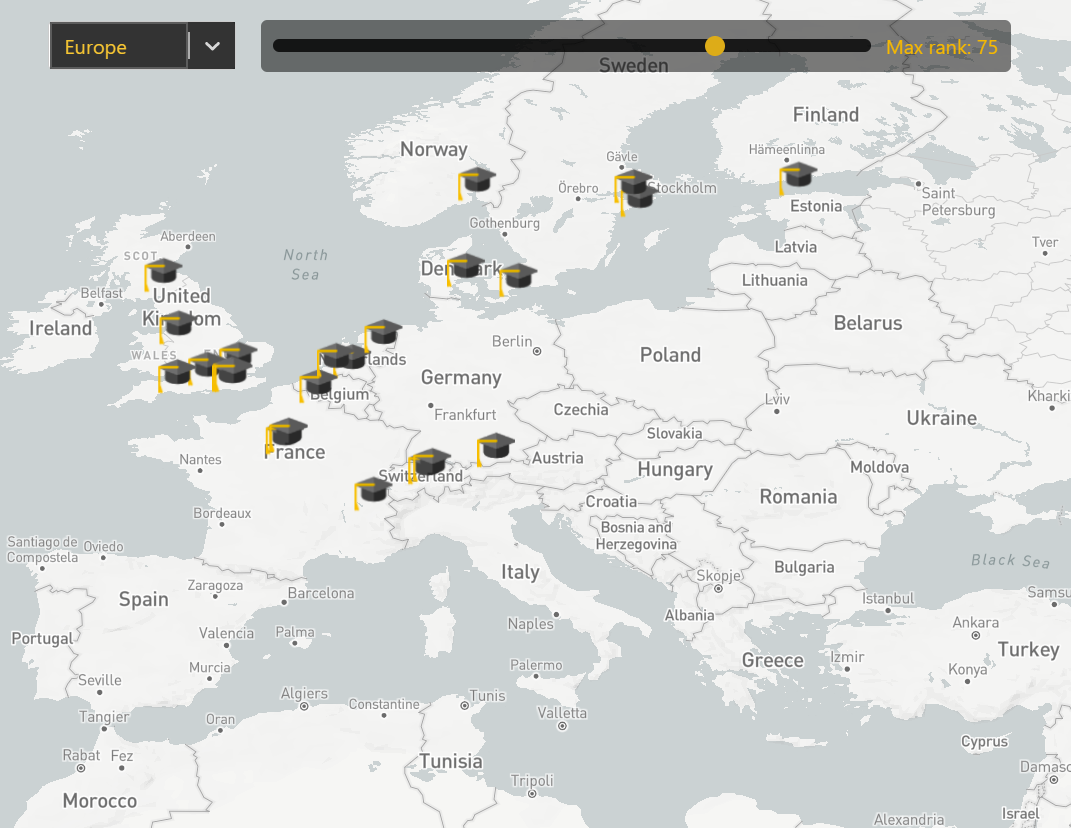 Europe
Max rank: 75
Sweden
Finland
Norway
Hämeenlinna
Gävle
Örebro
Stockholm
Saint
Petersburg
Estonia
Gothenburg
Aberdeen
Tver
Latvia
North
Sea
SCOT
Denmark
Lithuania
Belfast
United
Kingdom
Ireland
Belarus
Berlin
WALES
EN
rlands
Poland
Germany
Belgium
Lviv
Kharki
Frankfurt
Czechia
Ukraine
Slakovia
Nantes
France
Austria
Switzerland
Hungary
Moldova
Romania
Croatia
Bordeaux
Bosnia and
Herzegovina
Santiago de
Compostela
Oviedo
Black Sea
Bulgaria
Italy
Skopje
Zaragoza
Barcelona
Spain
Istanbul
Samsu
Albania
Naples
Ankara
Portugal
Valencia
Palma
Turkey
Greece
Izmir
Palermo
Murcia
Konya
Seville
Algiers
Constantine
Tunis
Valletta
Tangier
Oran
Cyprus
Rabat
Fez
Tunisia
Damasc
Tripoli
Morocco
Israel
Alexandria